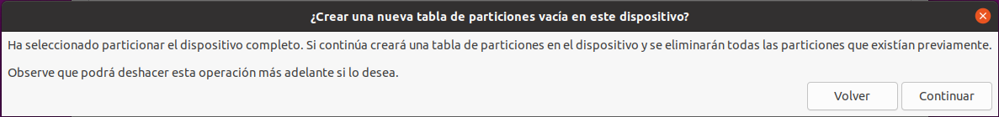 ¿Crear una nueva tabla de particiones vacía en este dispositivo?
Ha seleccionado particionar el dispositivo completo. Si continúa creará una tabla de particiones en el dispositivo y se eliminarán todas las particiones que existían previamente.
Observe que podrá deshacer esta operación más adelante si lo desea.
Volver
Continuar